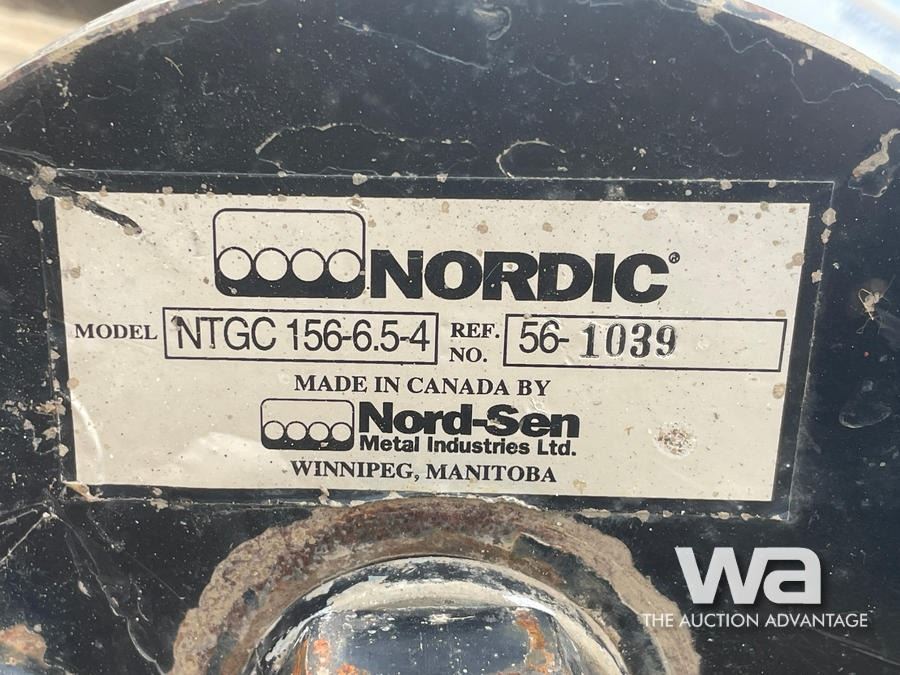 NORDIC®
MODEL NTGC 156-6.5-4 REF. NO. 56-1039
MADE IN CANADA BY
Nord-Sen
Metal Industries Ltd.
WINNIPEG, MANITOBA
wa
THE AUCTION ADVANTAGE